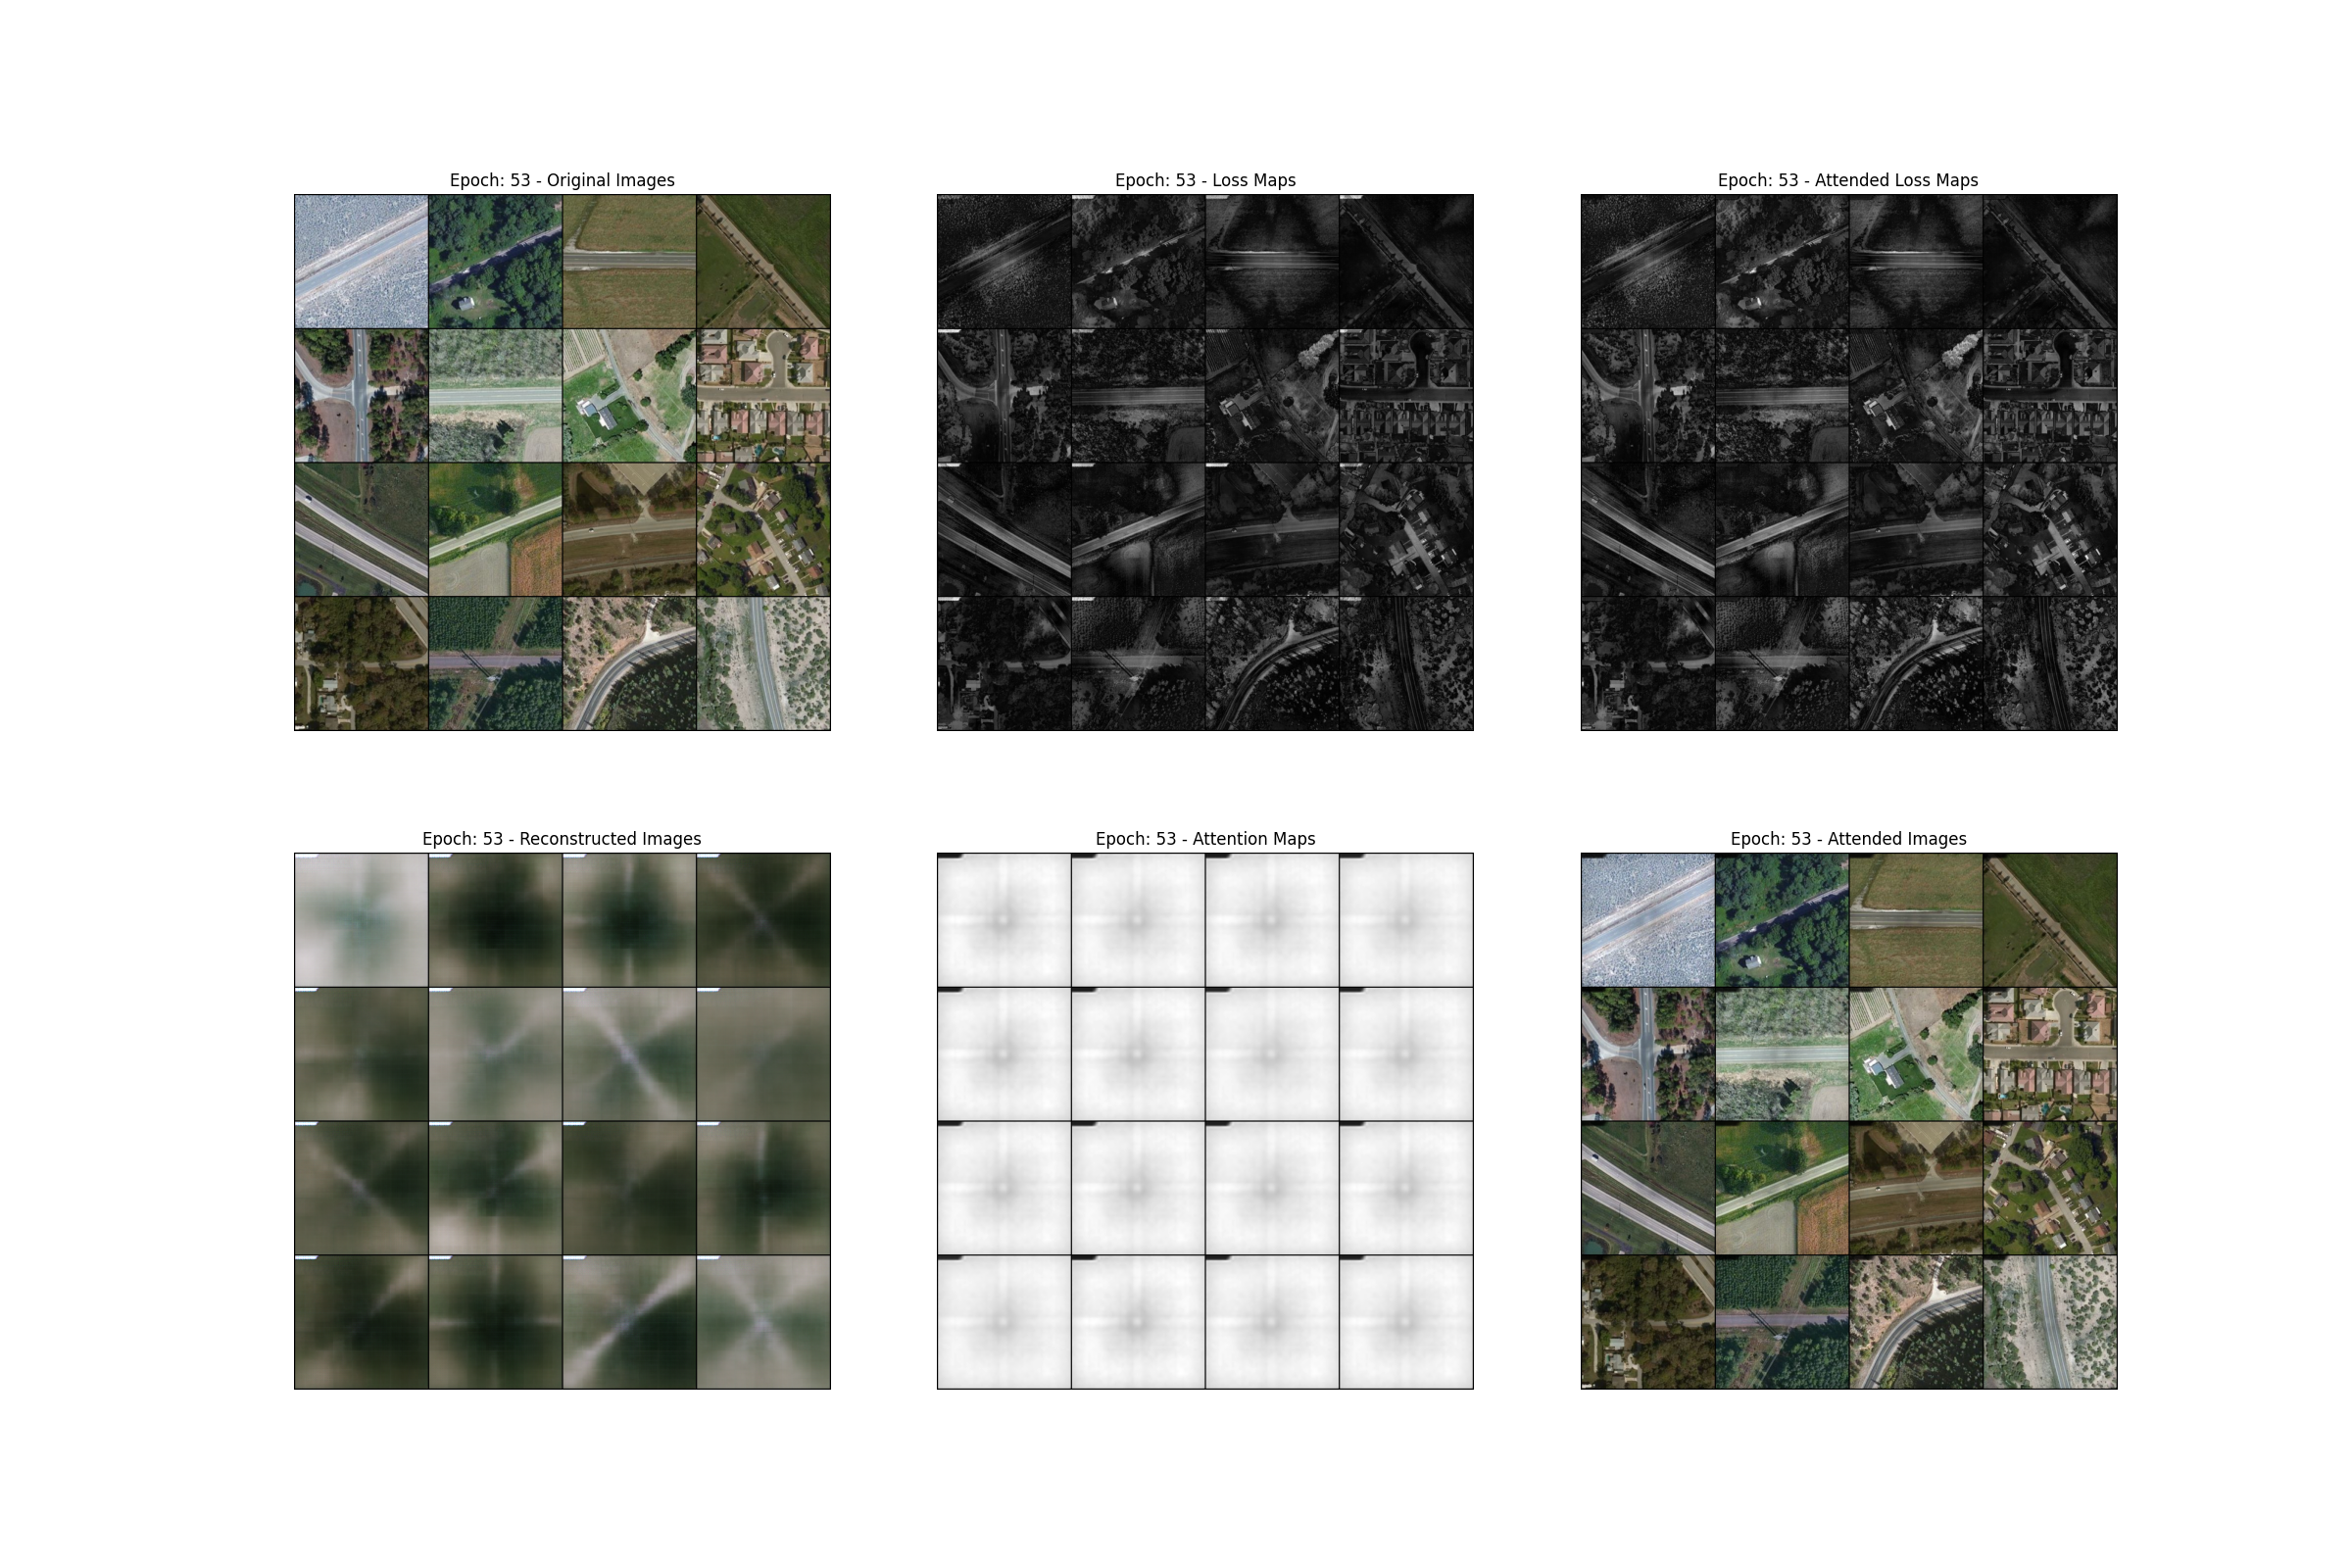 Epoch: 53 - Original Images
Epoch: 53 - Loss Maps
Epoch: 53 - Attended Loss Maps
Epoch: 53 - Reconstructed Images
Epoch: 53 - Attention Maps
Epoch: 53 - Attended Images